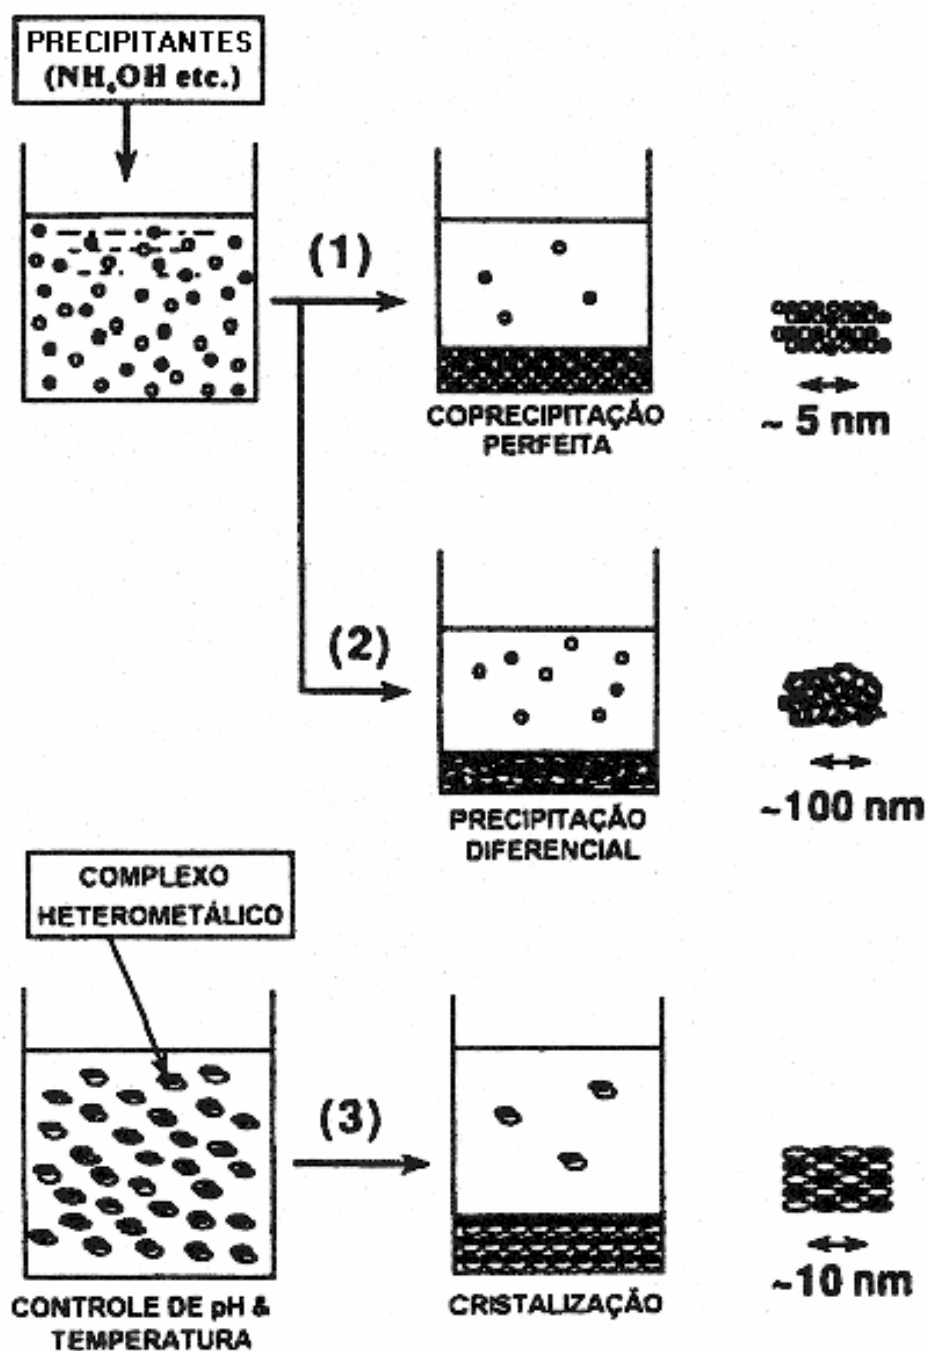 PRECIPITANTES
(NH₄OH etc.)
(1)
COPRECIPITAÇÃO
PERFEITA
~ 5 nm
(2)
PRECIPITAÇÃO
DIFERENCIAL
~100 nm
COMPLEXO
HETEROMETÁLICO
(3)
CONTROLE DE pH &
TEMPERATURA
CRISTALIZAÇÃO
~10 nm